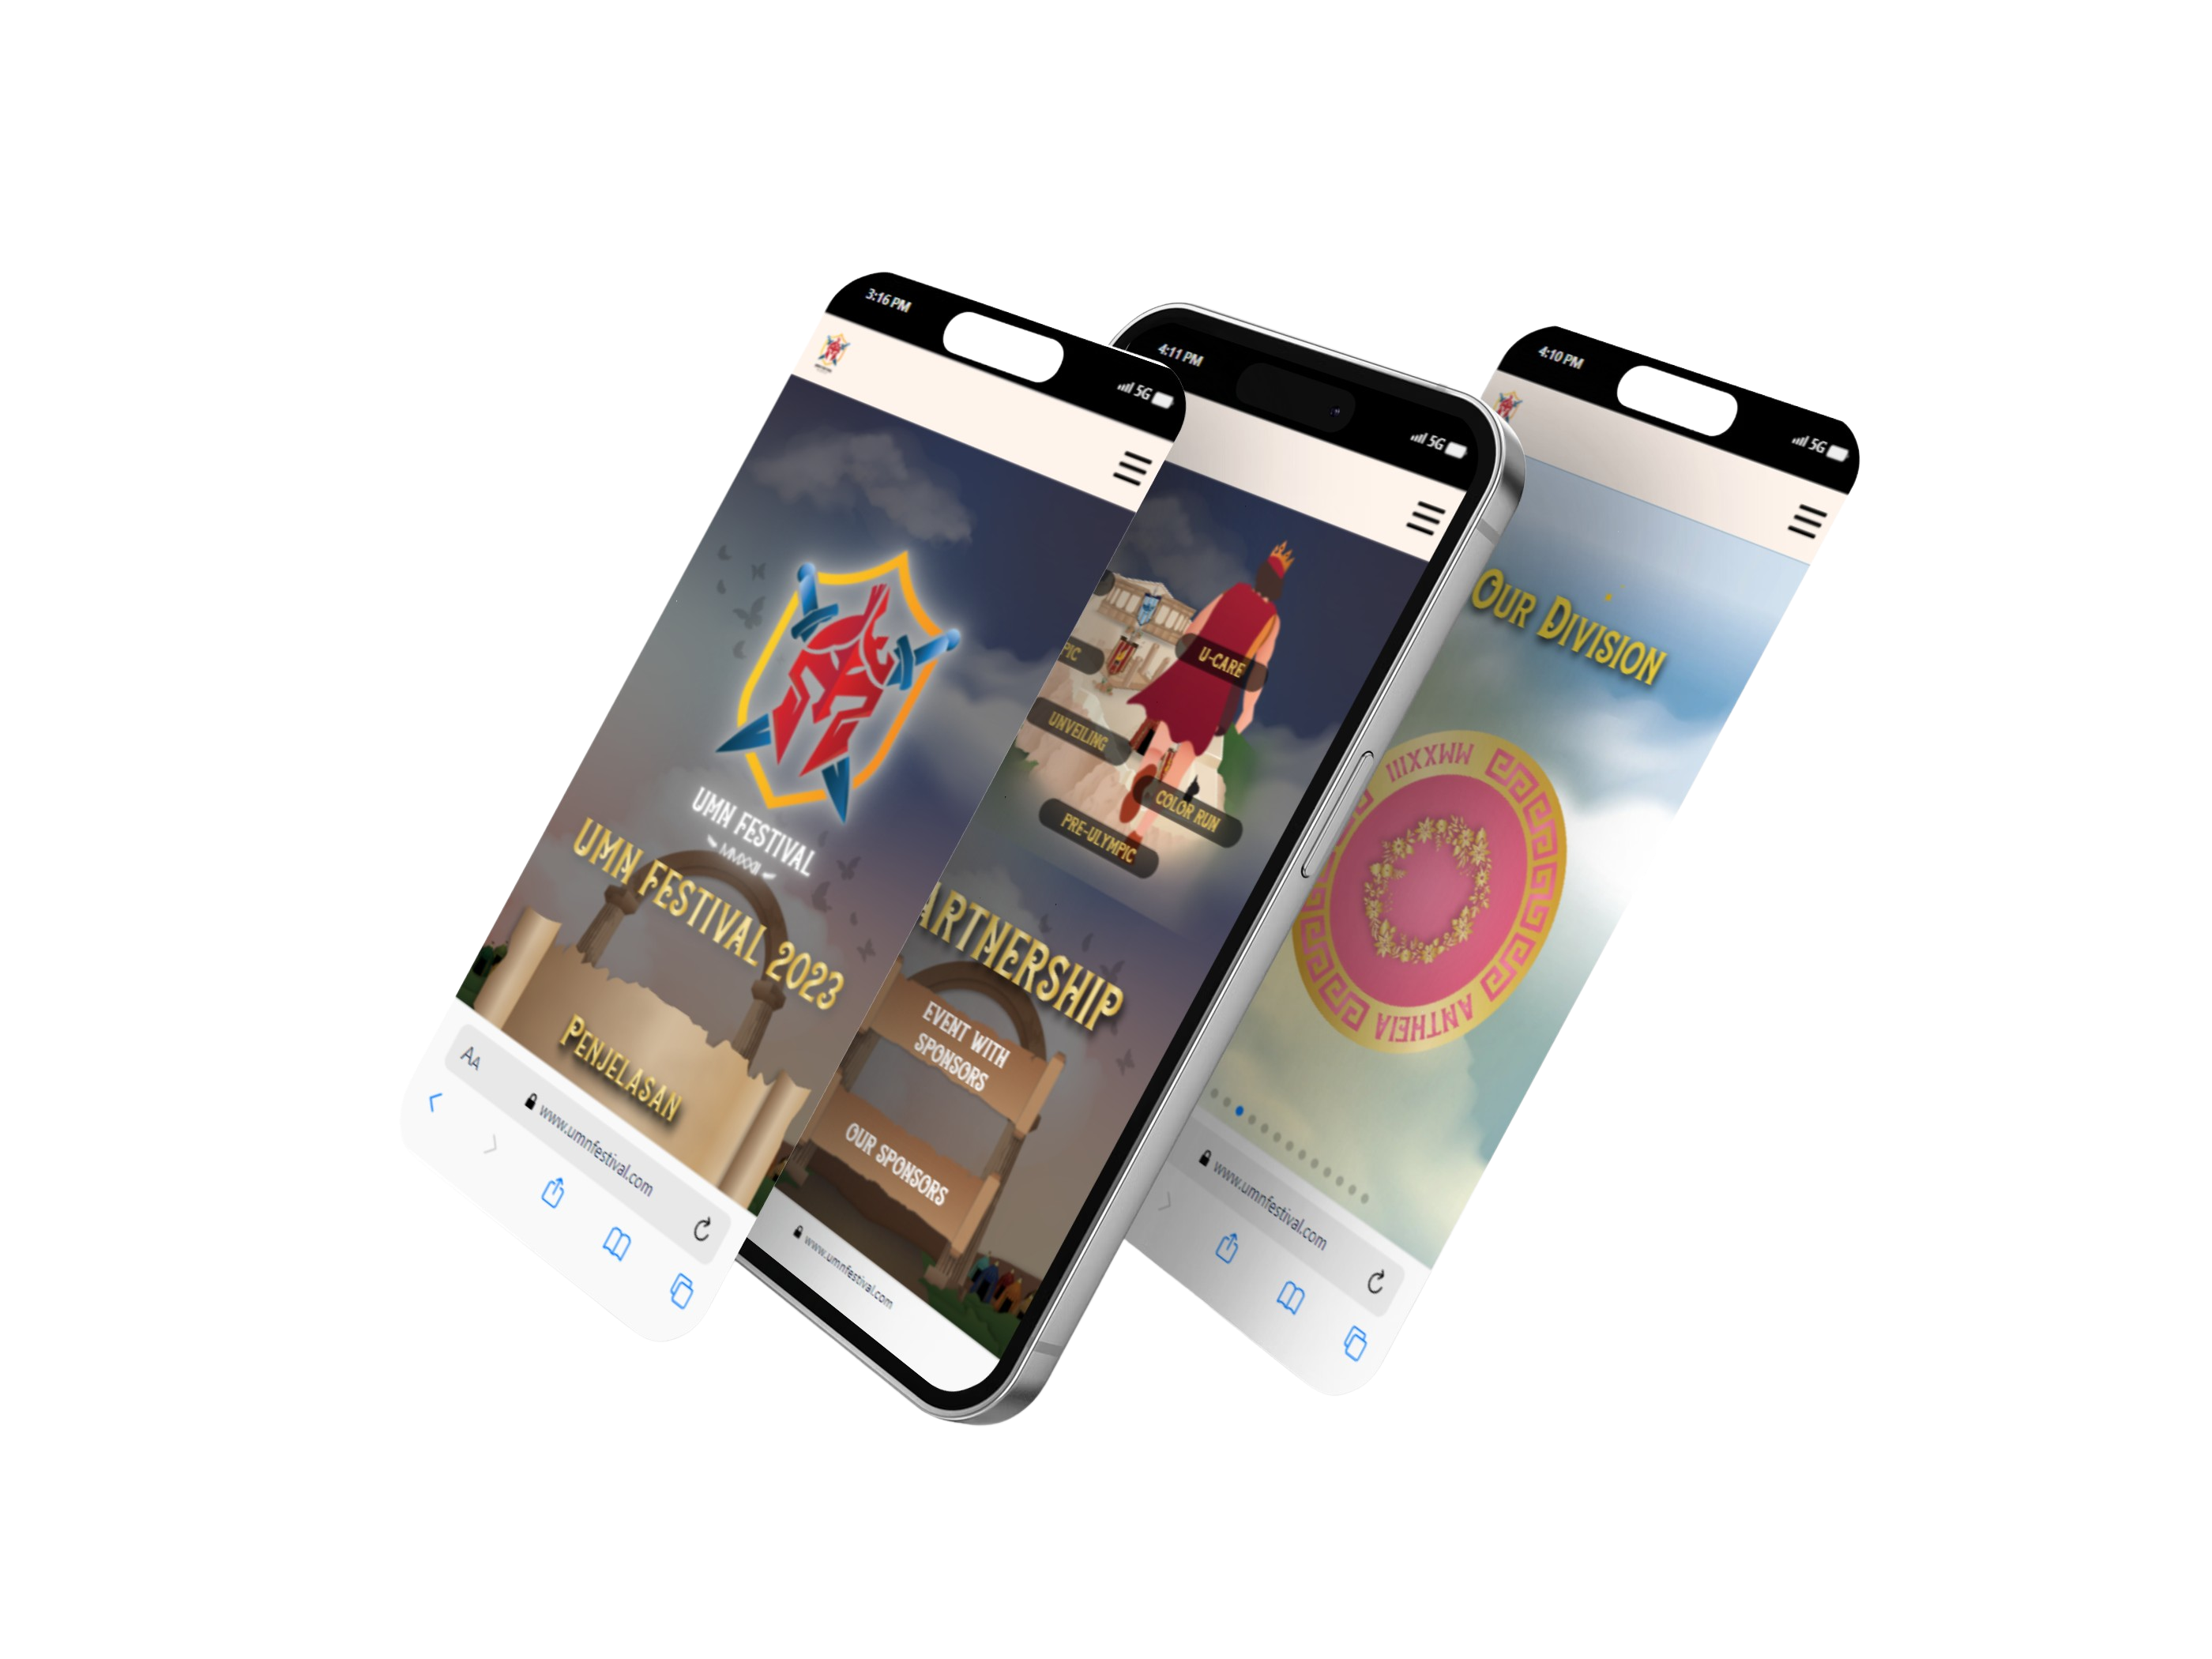 3:16 PM
5G
UMN FESTIVAL
UMN FESTIVAL 2023
PENJELASAN
AA
www.umnfestival.com
4:11 PM
5G
U-CARE
PIC
UNVEILING
COLOR RUN
PRE-ULYMPIC
ARTNERSHIP
EVENT WITH
SPONSORS
OUR SPONSORS
www.umnfestival.com
4:10 PM
5G
OUR DIVISION
MMXXIII
ANTHEIA
www.umnfestival.com